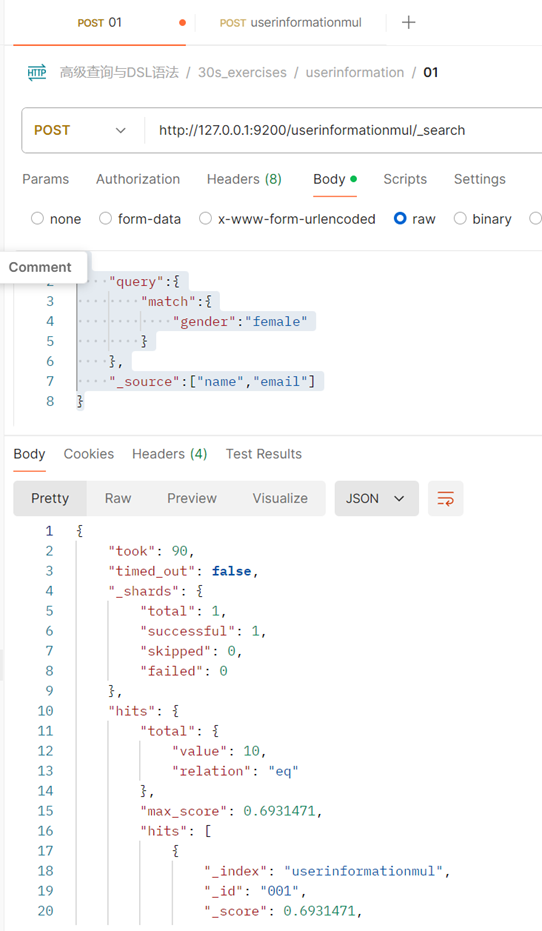 POST 01 POST userinformationmul
HTTP 高级查询与DSL语法 / 30s_exercises / userinformation / 01
POST http://127.0.0.1:9200/userinformationmul/_search
Params Authorization Headers (8) Body Scripts Settings
none form-data x-www-form-urlencoded raw binary
Comment
2 "query":{
3 "match":{
4 "gender":"female"
5 }
6 },
7 "_source":["name","email"]
8 }
Body Cookies Headers (4) Test Results
Pretty Raw Preview Visualize JSON
1 {
2 "took": 90,
3 "timed_out": false,
4 "_shards": {
5 "total": 1,
6 "successful": 1,
7 "skipped": 0,
8 "failed": 0
9 },
10 "hits": {
11 "total": {
12 "value": 10,
13 "relation": "eq"
14 },
15 "max_score": 0.6931471,
16 "hits": [
17 {
18 "_index": "userinformationmul",
19 "_id": "001",
20 "_score": 0.6931471,